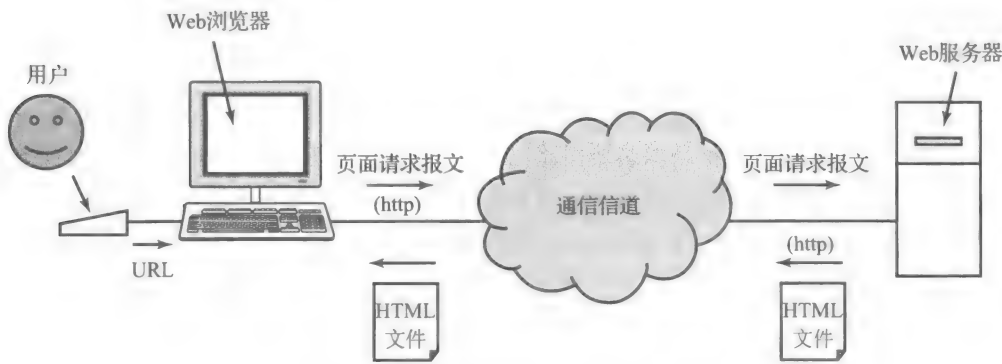 Web浏览器
Web服务器
用户
页面请求报文
(http)
通信信道
页面请求报文
(http)
URL
HTML
文件
HTML
文件